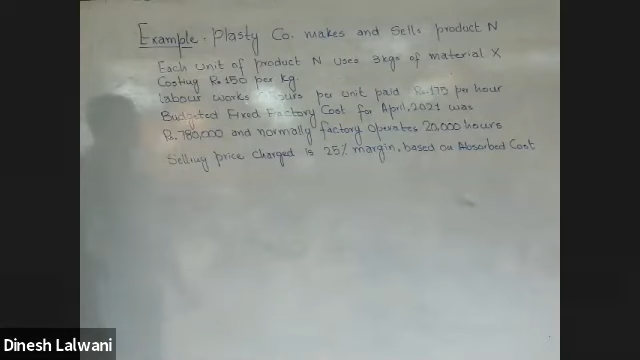 Example - Plasty Co. makes and sells product N
Each unit of product N uses 3kgs of material X
Costing Rs.150 per kg.
Labour works per unit paid Rs. per hour
Budgeted Fixed Factory Cost for April, 2021 was
Rs.780,000 and normally factory operates 20,000 hours
Selling price charged is 25% margin, based on Absorbed Cost
Dinesh Lalwani